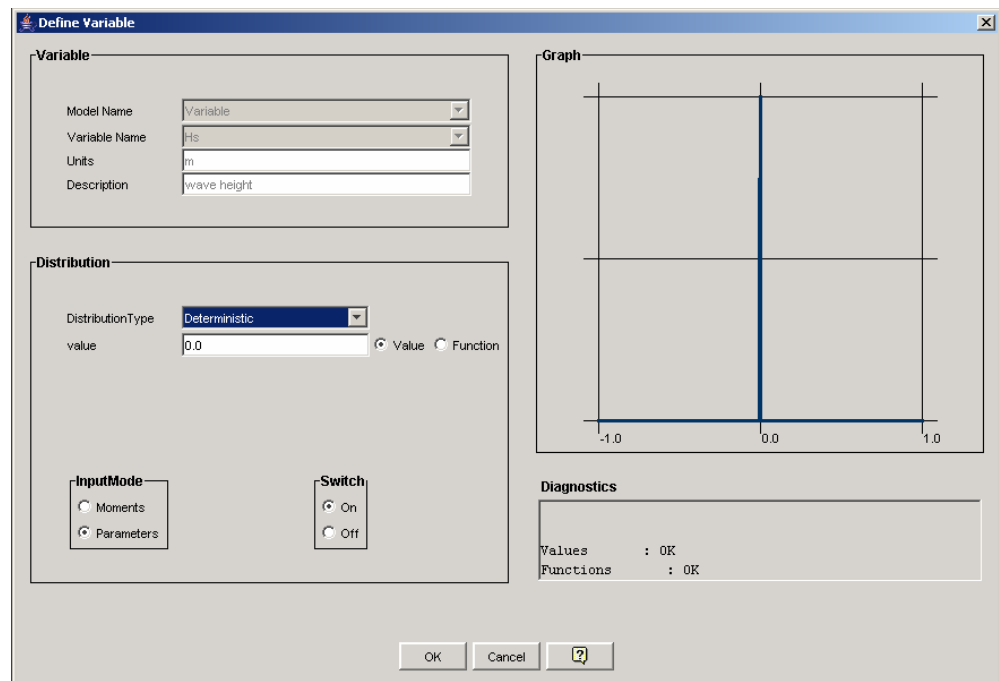 Define Variable
Variable
Model Name Variable
Variable Name Hs
Units m
Description wave height
Distribution
DistributionType Deterministic
value 0.0 Value Function
InputMode
Moments
Parameters
Switch
On
Off
Graph
-1.0 0.0 1.0
Diagnostics
Values : OK
Functions : OK
OK Cancel ?